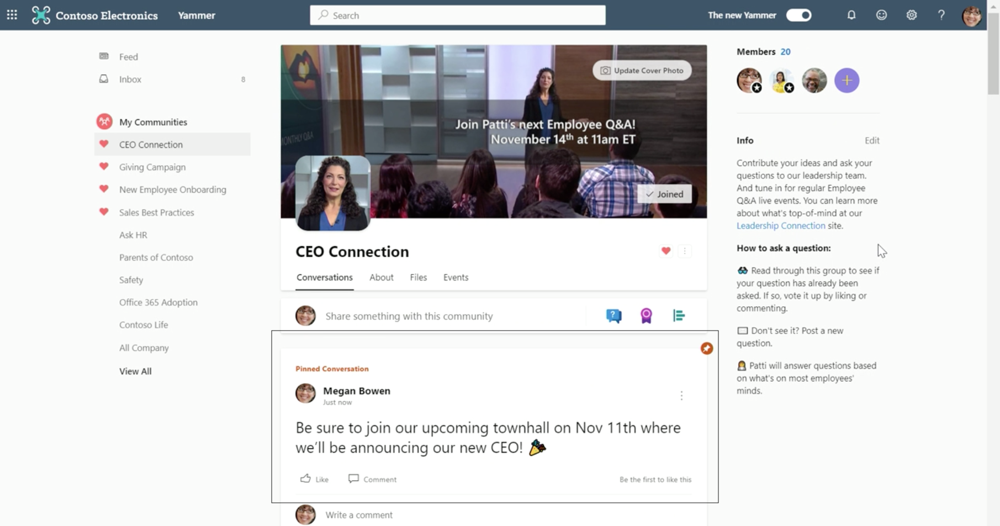 Contoso Electronics
Yammer
Search
The new Yammer
Feed
Inbox
8
My Communities
CEO Connection
Giving Campaign
New Employee Onboarding
Sales Best Practices
Ask HR
Parents of Contoso
Safety
Office 365 Adoption
Contoso Life
All Company
View All
Update Cover Photo
MONTHLY Q&A
Join Patti's next Employee Q&A!
November 14th at 11am ET
Joined
CEO Connection
Conversations
About
Files
Events
Share something with this community
Pinned Conversation
Megan Bowen
Just now
Be sure to join our upcoming townhall on Nov 11th where
we'll be announcing our new CEO!
Like
Comment
Be the first to like this
Write a comment
Members 20
Info
Edit
Contribute your ideas and ask your
questions to our leadership team.
And tune in for regular Employee
Q&A live events. You can learn more
about what's top-of-mind at our
Leadership Connection site.
How to ask a question:
Read through this group to see if
your question has already been
asked. If so, vote it up by liking or
commenting.
Don't see it? Post a new
question.
Patti will answer questions based
on what's on most employees'
minds.